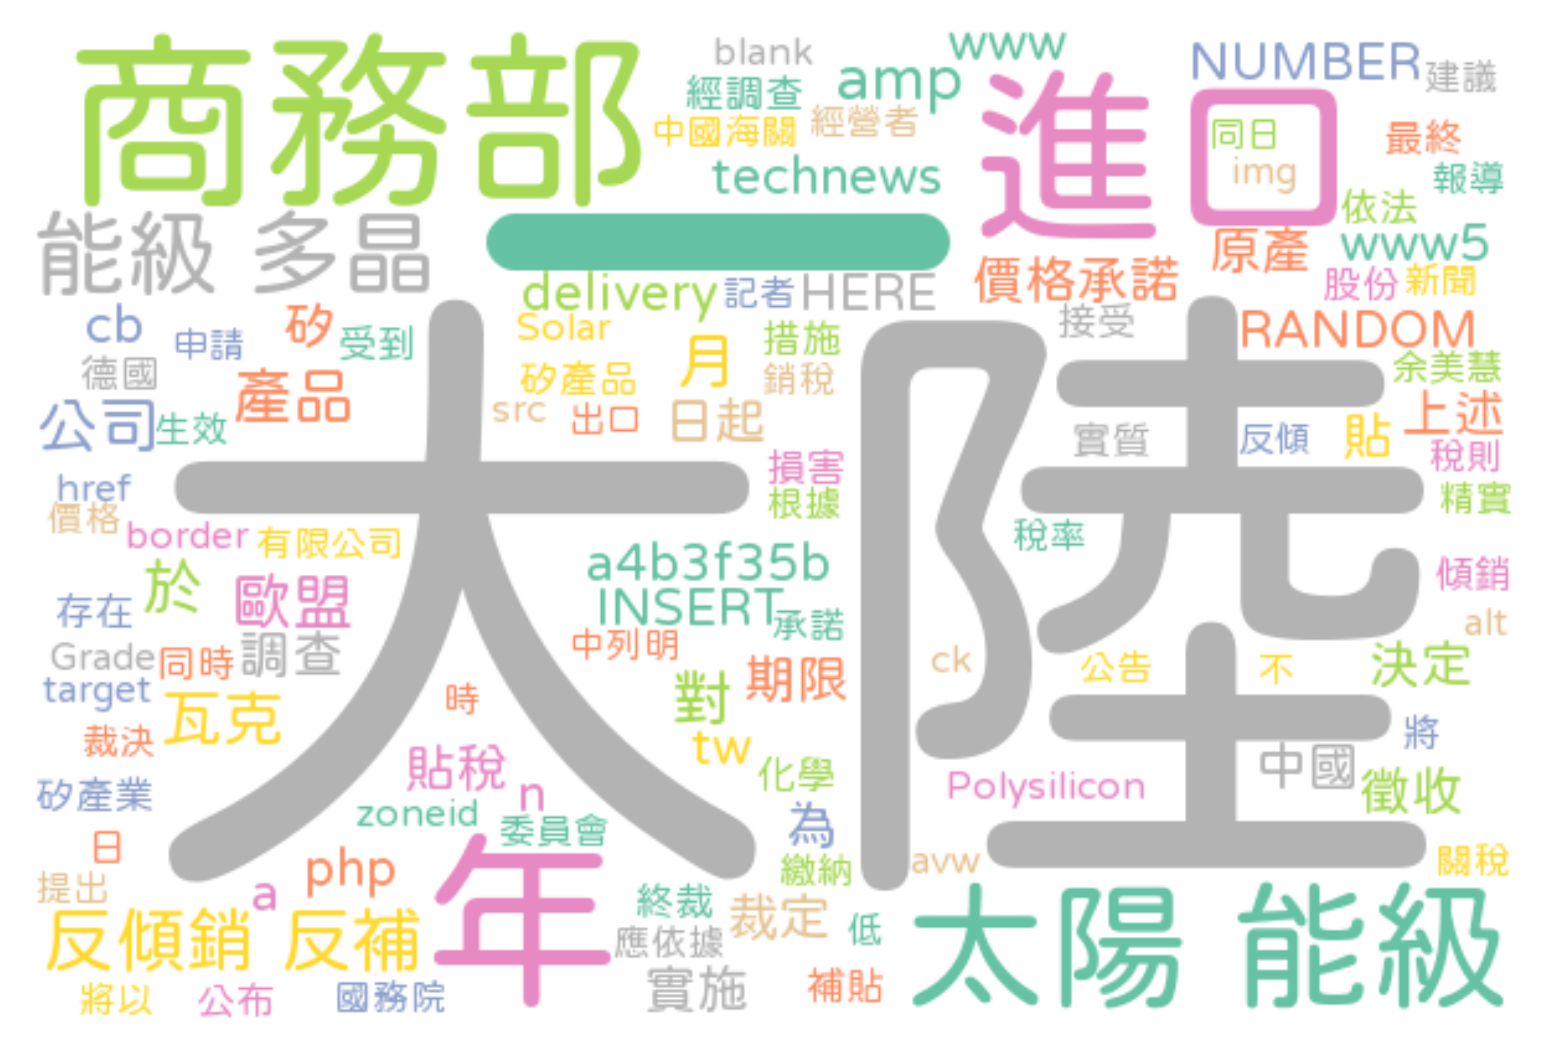 商務部
blank
www
NUMBER
建議
經調查
amp
中國海關
經營者
進口
同日
img
最終
technews
報導
依法
能級 多晶
一
原產
www5
價格承諾
股份
新聞
delivery
記者
HERE
接受
RANDOM
cb
申請
矽
受到
Solar
月
措施
德國
產品
矽產品
銷稅
余美慧
公司
生效
src
出口
日起
實質
反傾
貼
上述
大陸
稅則
href
損害
根據
精實
價格
border
有限公司
稅率
a4b3f35b
傾銷
存在
於
歐盟
INSERT
承諾
alt
Grade
同時
調查
中列明
ck
公告
不
決定
target
瓦克
時
對
期限
裁決
tw
將
貼稅
化學
中國
矽產業
n
Polysilicon
徵收
zoneid
委員會
為
日
php
年
繳納
avw
關稅
提出
a
終裁
裁定
低
太陽 能級
反傾銷 反補
應依據
將以
公布
國務院
實施
補貼